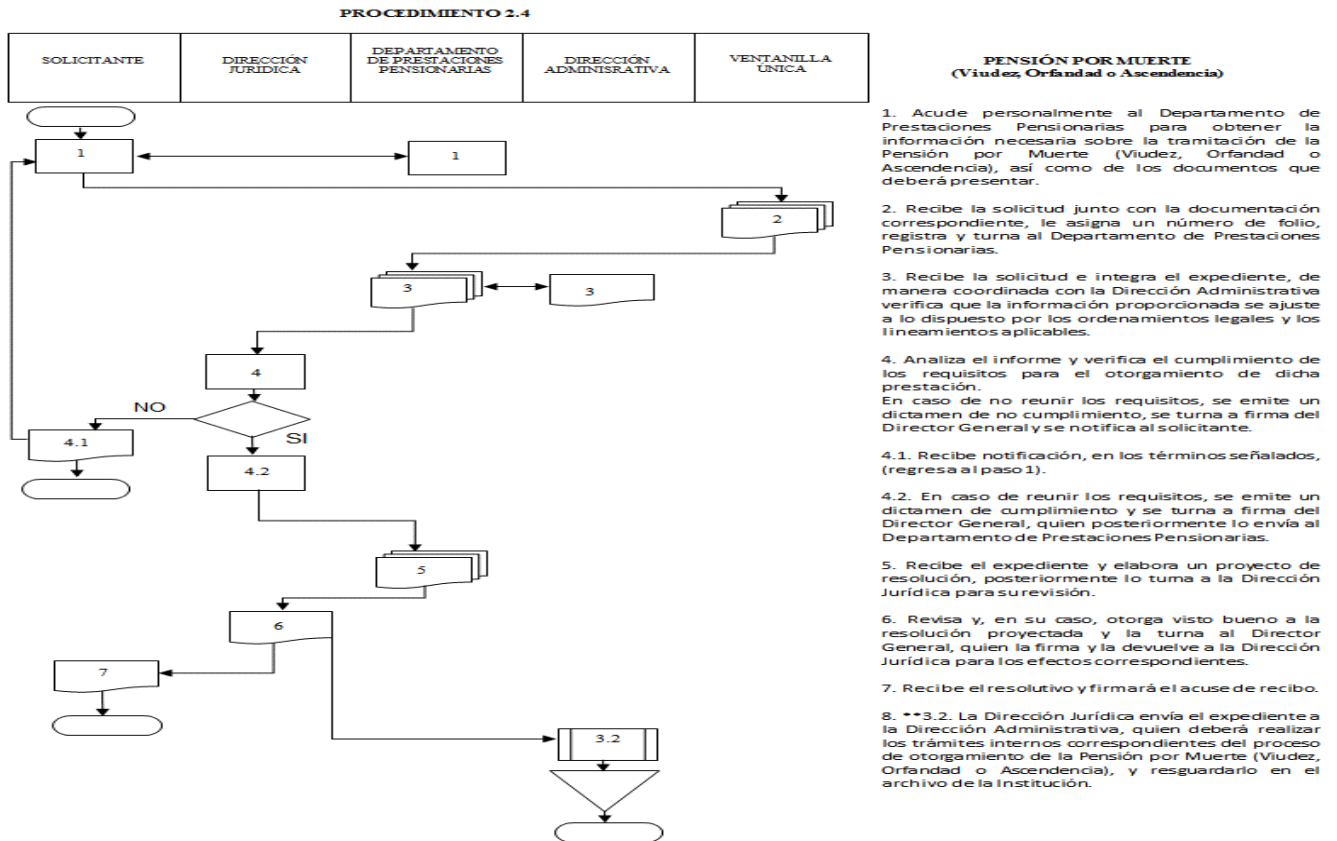 PROCEDIMIENTO 2.4
SOLICITANTE
DIRECCIÓN
JURIDICA
DEPARTAMENTO
DE PRESTACIONES
PENSIONARIAS
DIRECCIÓN
ADMINISRATIVA
VENTANILLA
ÚNICA
1
1
2
3
3
4
NO
SI
4.1
4.2
5
6
7
3.2
PENSIÓN POR MUERTE
(Viudez, Orfandad o Ascendencia)
1. Acude personalmente al Departamento de
Prestaciones Pensionarias para obtener la
información necesaria sobre la tramitación de la
Pensión por Muerte (Viudez, Orfandad o
Ascendencia), así como de los documentos que
deberá presentar.
2. Recibe la solicitud junto con la documentación
correspondiente, le asigna un número de folio,
registra y turna al Departamento de Prestaciones
Pensionarias.
3. Recibe la solicitud e integra el expediente, de
manera coordinada con la Dirección Administrativa
verifica que la información proporcionada se ajuste
a lo dispuesto por los ordenamientos legales y los
lineamientos aplicables.
4. Analiza el informe y verifica el cumplimiento de
los requisitos para el otorgamiento de dicha
prestación.
En caso de no reunir los requisitos, se emite un
dictamen de no cumplimiento, se turna a firma del
Director General y se notifica al solicitante.
4.1. Recibe notificación, en los términos señalados,
(regresa al paso 1).
4.2. En caso de reunir los requisitos, se emite un
dictamen de cumplimiento y se turna a firma del
Director General, quien posteriormente lo envía al
Departamento de Prestaciones Pensionarias.
5. Recibe el expediente y elabora un proyecto de
resolución, posteriormente lo turna a la Dirección
Jurídica para su revisión.
6. Revisa y, en su caso, otorga visto bueno a la
resolución proyectada y la turna al Director
General, quien la firma y la devuelve a la Dirección
Jurídica para los efectos correspondientes.
7. Recibe el resolutivo y firmará el acuse de recibo.
8. **3.2. La Dirección Jurídica envía el expediente a
la Dirección Administrativa, quien deberá realizar
los trámites internos correspondientes del proceso
de otorgamiento de la Pensión por Muerte (Viudez,
Orfandad o Ascendencia), y resguardarlo en el
archivo de la Institución.